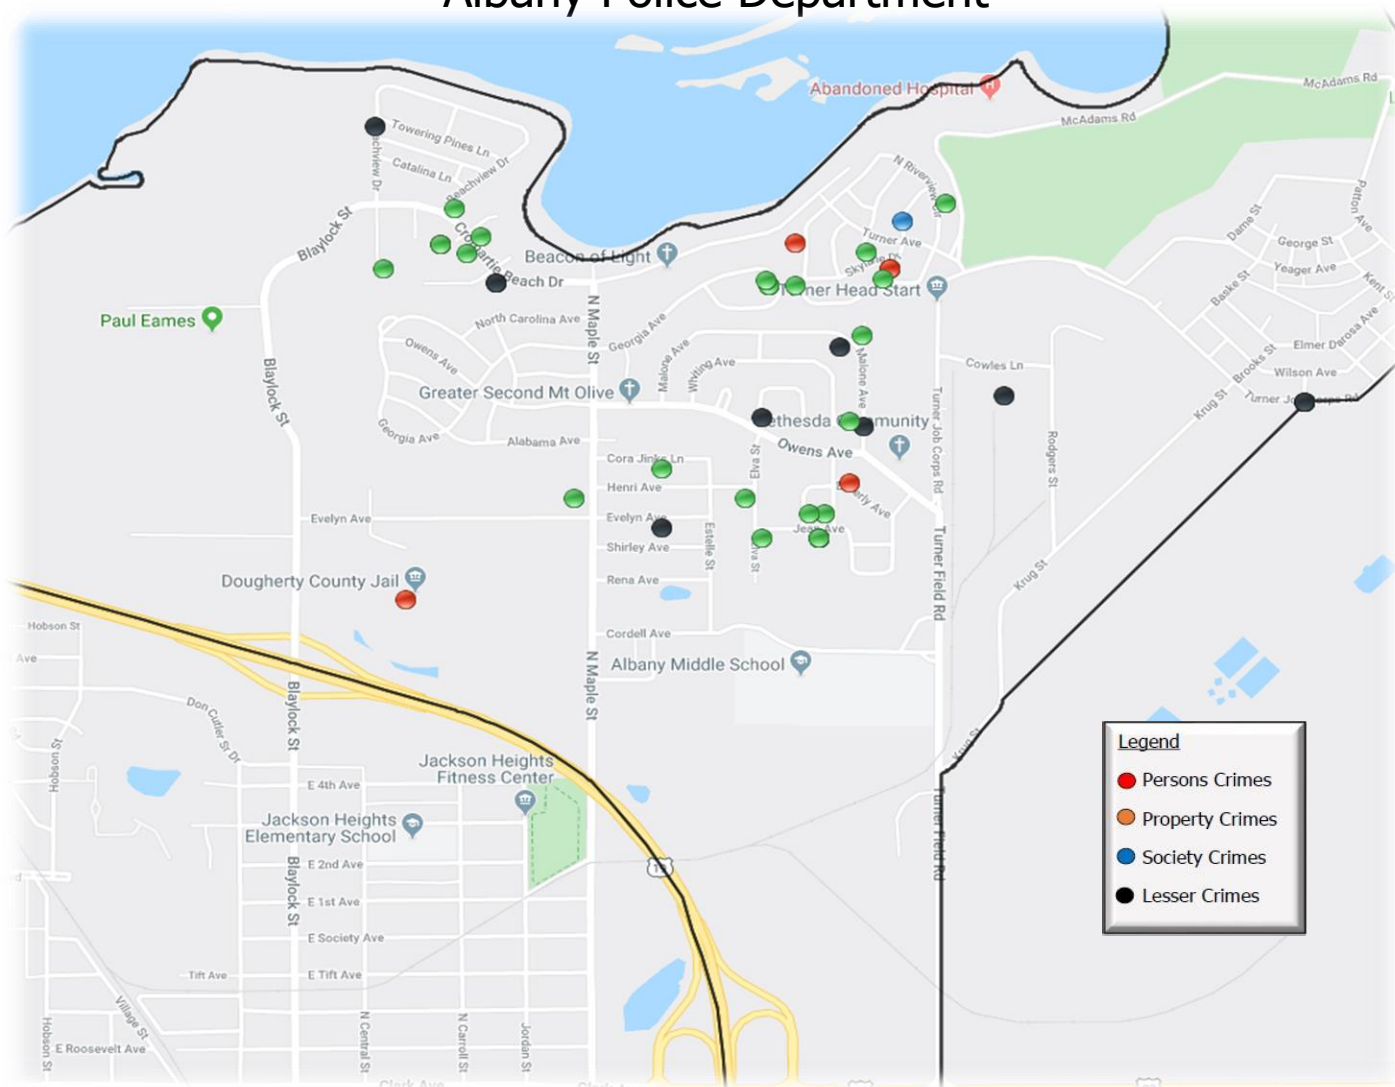 Albany Police Department
Abandoned Hospital
McAdams Rd
McAdams Rd
Towering Pines Ln
Catalina Ln
Beachview Dr
N Riverview Cir
Patton Ave
Dame St
Blaylock St
Turner Ave
George St
Beacon of Light
Skyline Dr
Yeager Ave
Beach Dr
Head Start
Baske St
Kent S
Paul Eames
N Maple St
North Carolina Ave
Georgia Ave
Owens Ave
Malone Ave
Whiting Ave
Malone Ave
Cowles Ln
Brooks St
Elmer Darosa Ave
Wilson Ave
Blaylock St
Greater Second Mt Olive
Krug St
Turner Job Corps Rd
Georgia Ave
Alabama Ave
Owens Ave
Turner Job Corps Rd
Rodgers St
Cora Jinks Ln
Elva St
Henri Ave
Evelyn Ave
Evelyn Ave
Shirley Ave
Estelle St
Turner Field Rd
Rena Ave
Krug St
Dougherty County Jail
Hobson St
Cordell Ave
Ave
Albany Middle School
N Maple St
Blaylock St
Don Cutler Sr Dr
Hobson St
Krug St
Legend
Persons Crimes
Property Crimes
Society Crimes
Lesser Crimes
Jackson Heights
Fitness Center
E 4th Ave
Jackson Heights
Elementary School
Turner Field Rd
E 2nd Ave
Blaylock St
E 1st Ave
E Society Ave
Tift Ave
E Tift Ave
Village St
Hobson St
N Central St
N Carroll St
Jordan St
E Roosevelt Ave
Clark Ave